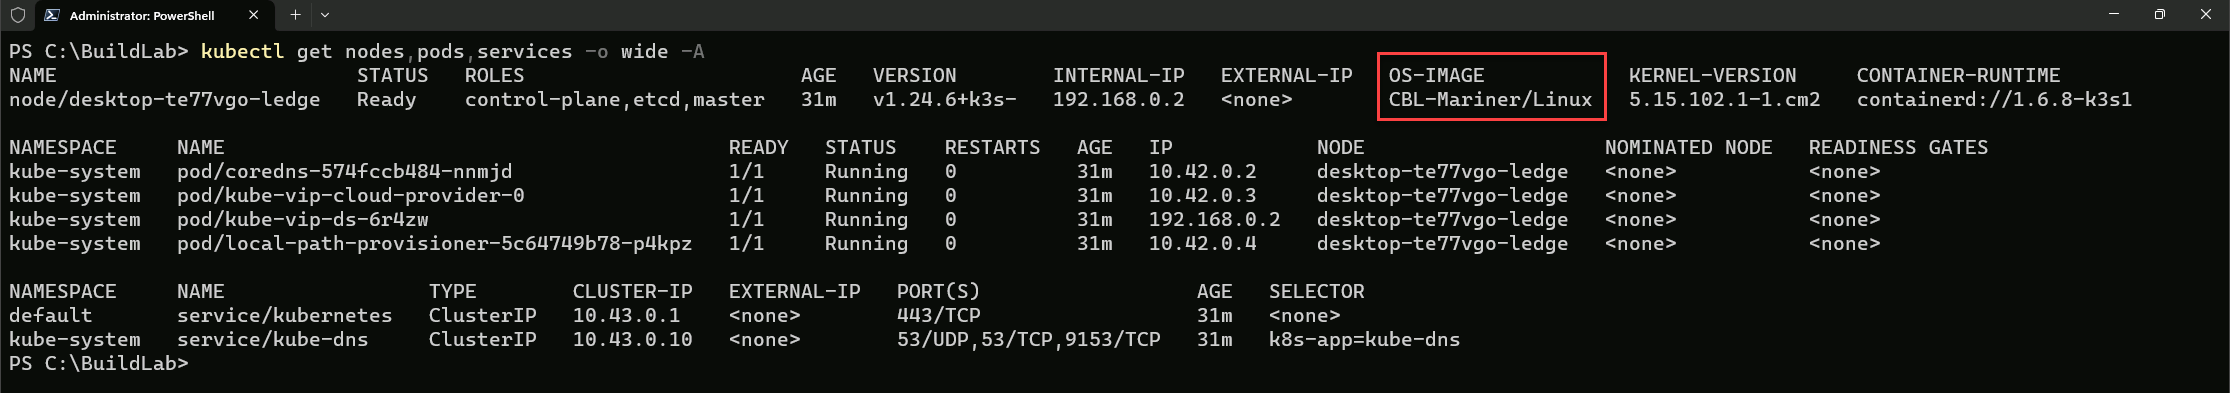 Administrator: PowerShell
PS C:\BuildLab> kubectl get nodes,pods,services -o wide -A
NAME STATUS ROLES AGE VERSION INTERNAL-IP EXTERNAL-IP OS-IMAGE KERNEL-VERSION CONTAINER-RUNTIME
node/desktop-te77vgo-ledge Ready control-plane,etcd,master 31m v1.24.6+k3s- 192.168.0.2 <none> CBL-Mariner/Linux 5.15.102.1-1.cm2 containerd://1.6.8-k3s1
NAMESPACE NAME READY STATUS RESTARTS AGE IP NODE NOMINATED NODE READINESS GATES
kube-system pod/coredns-574fccb484-nnmjd 1/1 Running 0 31m 10.42.0.2 desktop-te77vgo-ledge <none> <none>
kube-system pod/kube-vip-cloud-provider-0 1/1 Running 0 31m 10.42.0.3 desktop-te77vgo-ledge <none> <none>
kube-system pod/kube-vip-ds-6r4zw 1/1 Running 0 31m 192.168.0.2 desktop-te77vgo-ledge <none> <none>
kube-system pod/local-path-provisioner-5c64749b78-p4kpz 1/1 Running 0 31m 10.42.0.4 desktop-te77vgo-ledge <none> <none>
NAMESPACE NAME TYPE CLUSTER-IP EXTERNAL-IP PORT(S) AGE SELECTOR
default service/kubernetes ClusterIP 10.43.0.1 <none> 443/TCP 31m <none>
kube-system service/kube-dns ClusterIP 10.43.0.10 <none> 53/UDP,53/TCP,9153/TCP 31m k8s-app=kube-dns
PS C:\BuildLab>